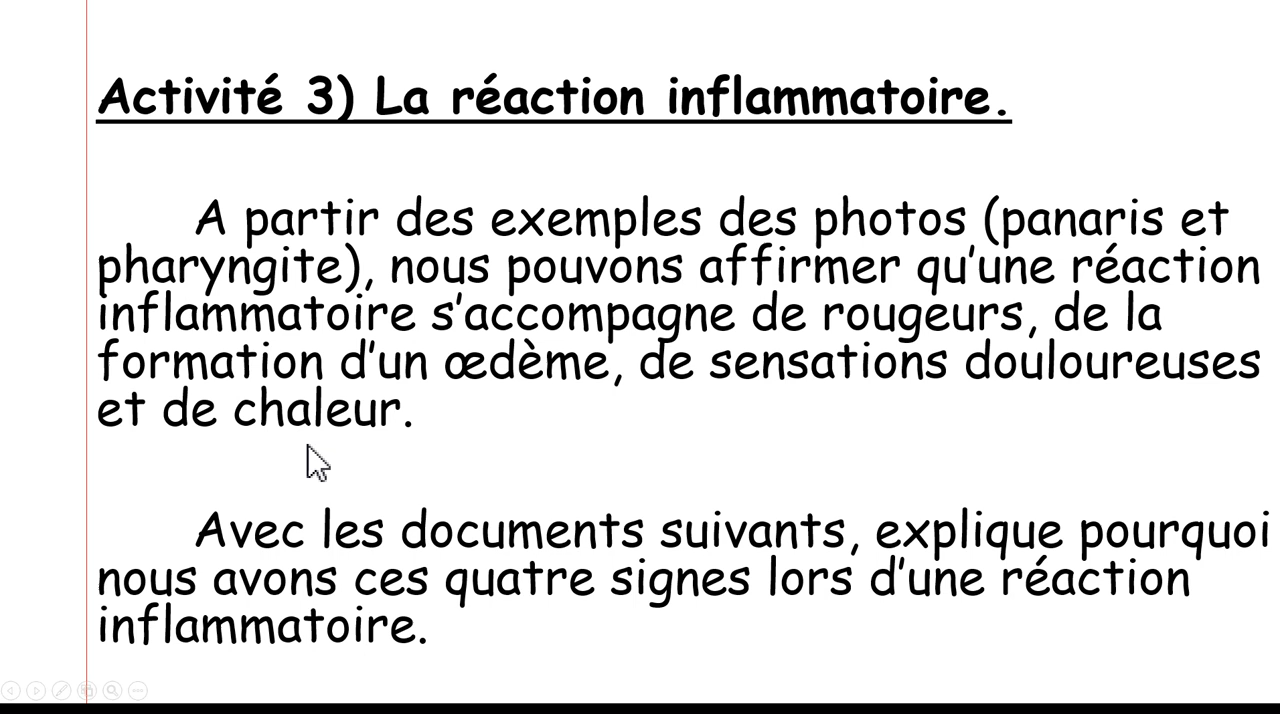 Activité 3) La réaction inflammatoire.
A partir des exemples des photos (panaris et
pharyngite), nous pouvons affirmer qu’une réaction
inflammatoire s’accompagne de rougeurs, de la
formation d’un œdème, de sensations douloureuses
et de chaleur.
Avec les documents suivants, explique pourquoi
nous avons ces quatre signes lors d’une réaction
inflammatoire.